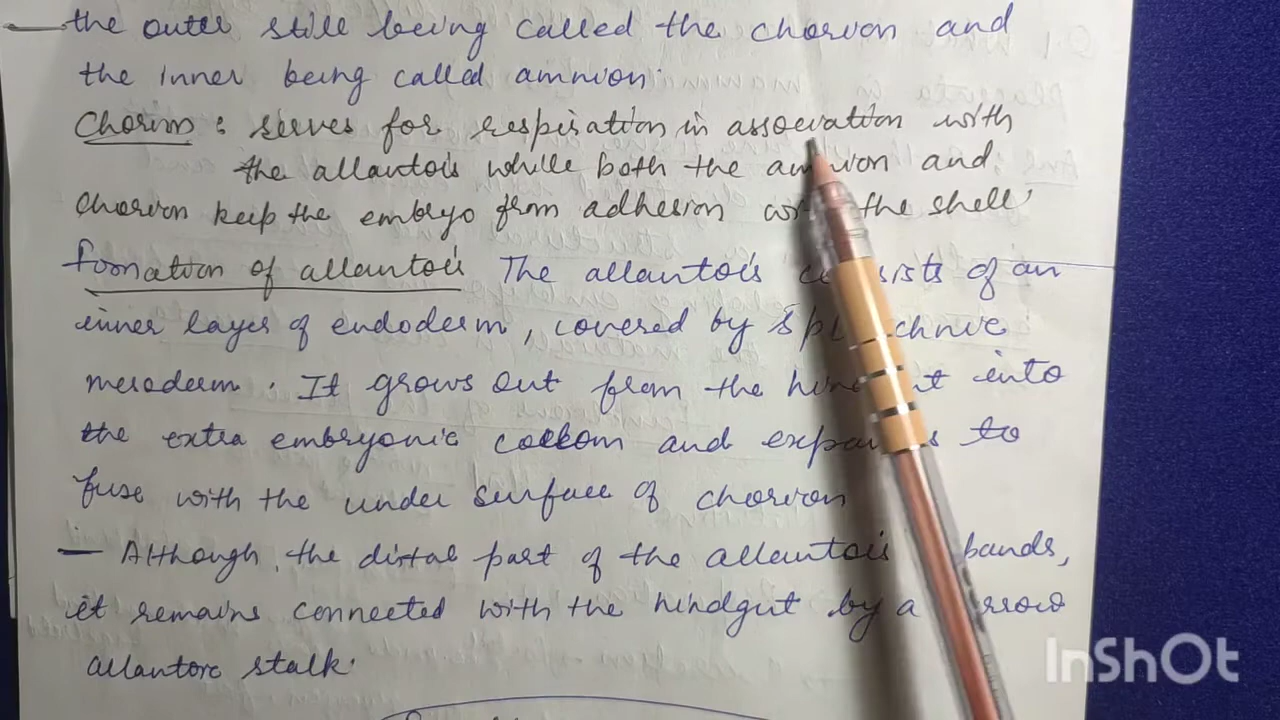 — the outer still being called the chorion and
the inner being called amnion.
Chorion : serves for respiration in association with
the allantois while both the amnion and
chorion keep the embryo from adhesion the shell.
Formation of allantois The allantois consists of an
inner layer of endoderm, covered by splanchnic
mesoderm. It grows out from the into
the extra embryonic coelom and expands to
fuse with the under surface of chorion
— Although, the distal part of the allantois
it remains connected with the hindgut by a
allantoic stalk.
InShOt